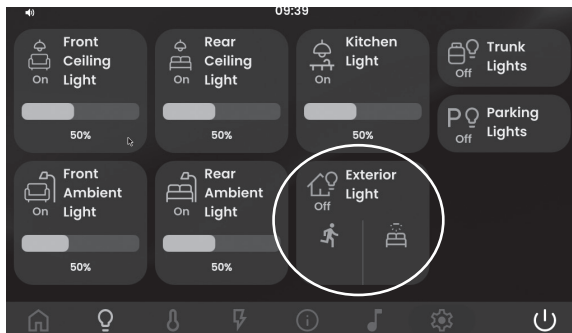 09:39
Front
Ceiling
Light
On
50%
Rear
Ceiling
Light
On
50%
Kitchen
Light
On
50%
Trunk
Lights
Off
Parking
Lights
P
Off
Front
Ambient
Light
On
50%
Rear
Ambient
Light
On
50%
Exterior
Light
Off